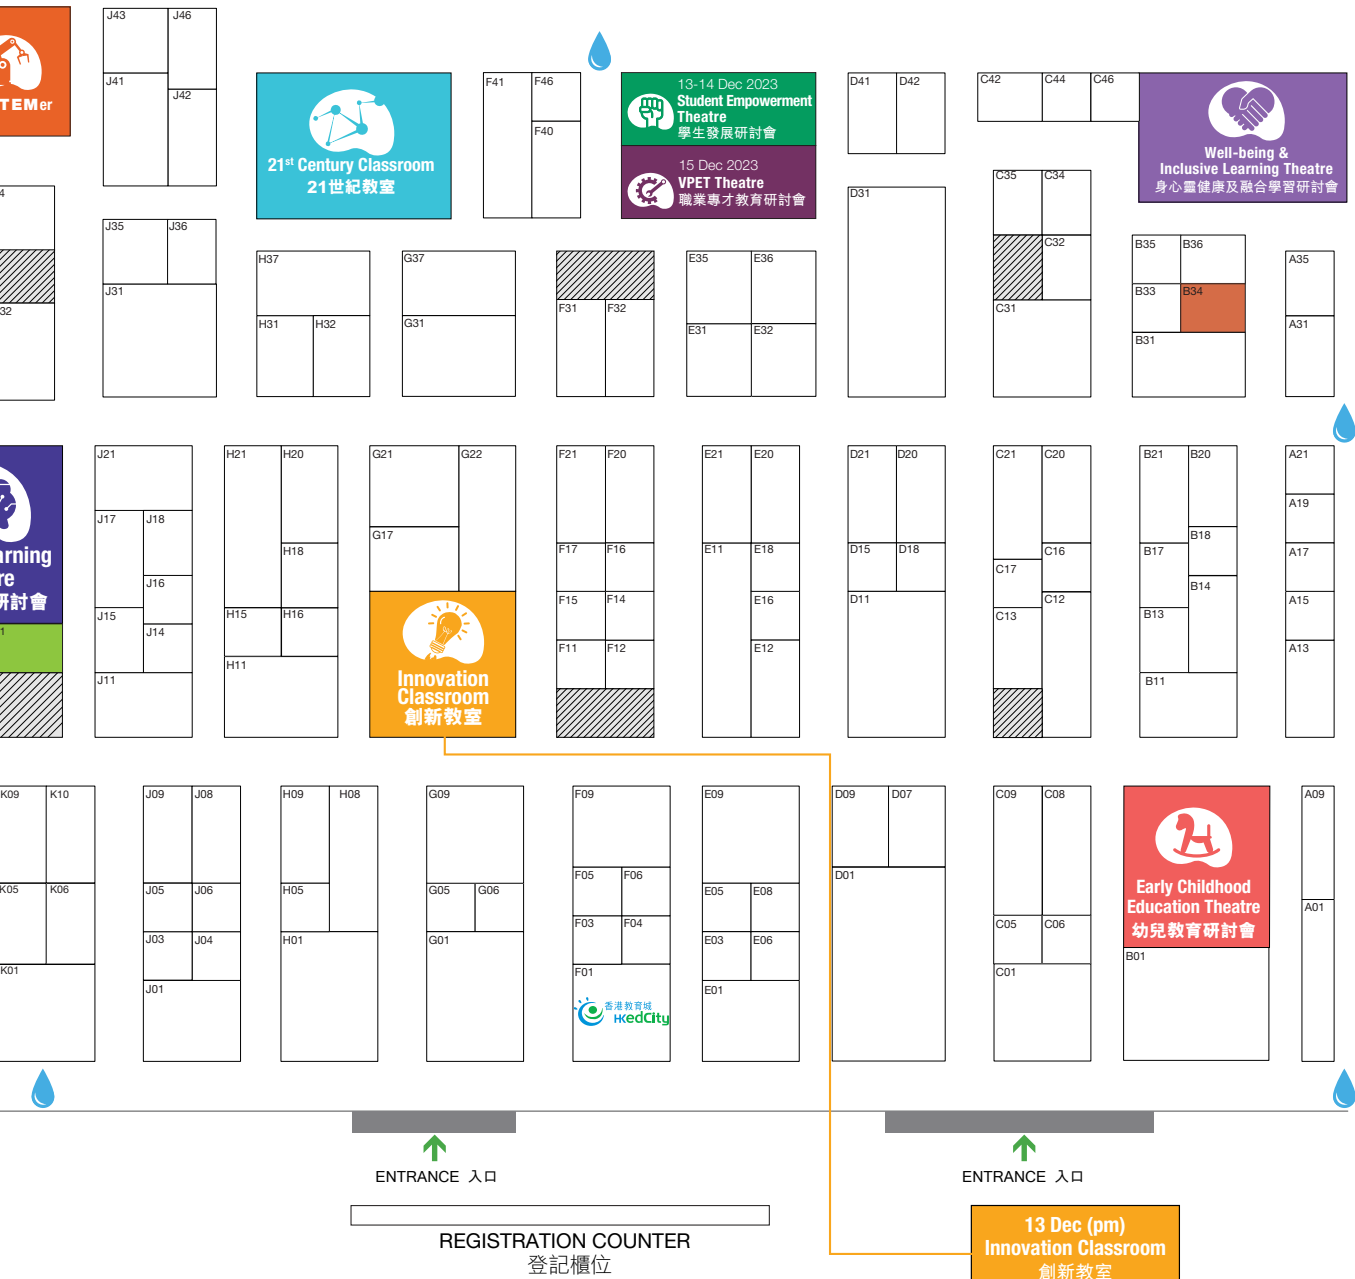 J43
J46
J41
J42
TEMer
21st Century Classroom
21世紀教室
F41
F46
F40
13-14 Dec 2023
Student Empowerment
Theatre
學生發展研討會
15 Dec 2023
VPET Theatre
職業專才教育研討會
D41
D42
C42
C44
C46
Well-being &
Inclusive Learning Theatre
身心靈健康及融合學習研討會
4
32
J35
J36
J31
H37
H31
H32
G37
G31
F31
F32
E35
E36
E31
E32
D31
C35
C34
C32
C31
B35
B36
B33
B34
B31
A35
A31
arning
re
研討會
1
J21
J17
J18
J16
J15
J14
J11
H21
H20
H18
H15
H16
H11
G21
G22
G17
Innovation
Classroom
創新教室
F21
F20
F17
F16
F15
F14
F11
F12
E21
E20
E11
E18
E16
E12
D21
D20
D15
D18
D11
C21
C20
C16
C17
C12
C13
B21
B20
B18
B17
B14
B13
B11
A21
A19
A17
A15
A13
K09
K10
K05
K06
K01
J09
J08
J05
J06
J03
J04
J01
H09
H08
H05
H01
G09
G05
G06
G01
F09
F05
F06
F03
F04
F01
香港教育城
HKedCity
E09
E05
E08
E03
E06
E01
D09
D07
D01
C09
C08
C05
C06
C01
Early Childhood
Education Theatre
幼兒教育研討會
B01
A09
A01
ENTRANCE 入口
ENTRANCE 入口
REGISTRATION COUNTER
登記櫃位
13 Dec (pm)
Innovation Classroom
創新教室